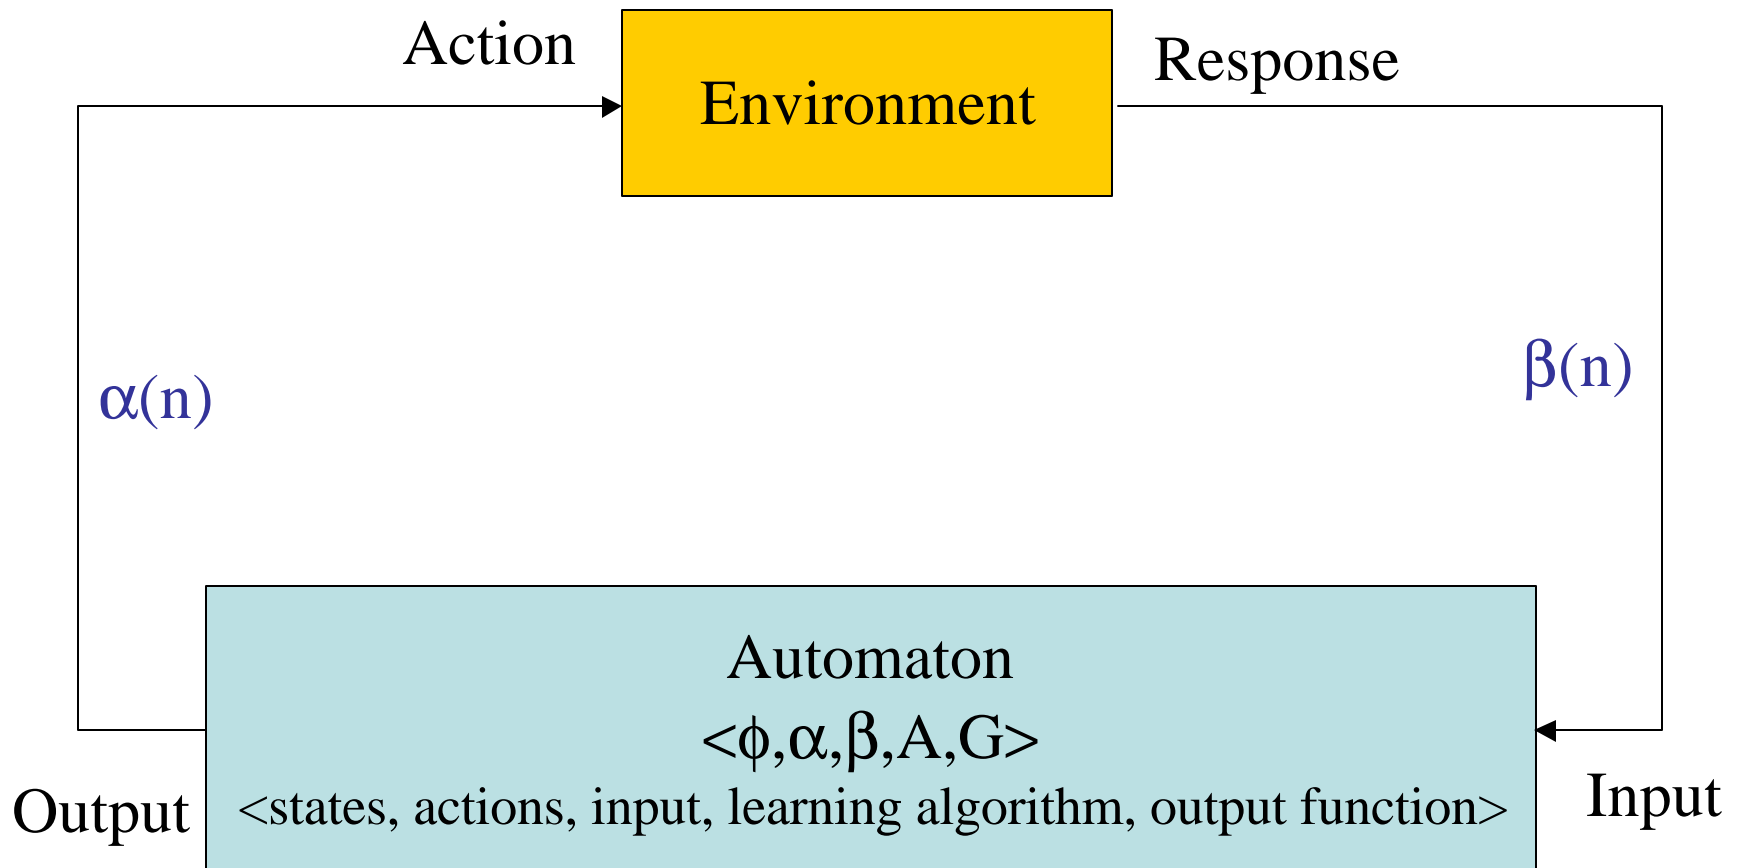 Action
Environment
Response
α(n)
β(n)
Automaton
<ϕ,α,β,A,G>
<states, actions, input, learning algorithm, output function>
Output
Input